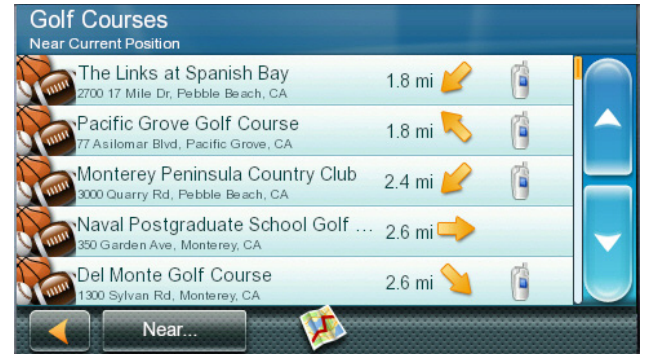 Golf Courses
Near Current Position
The Links at Spanish Bay 1.8 mi
2700 17 Mile Dr, Pebble Beach, CA
Pacific Grove Golf Course 1.8 mi
77 Asilomar Blvd, Pacific Grove, CA
Monterey Peninsula Country Club 2.4 mi
3000 Quarry Rd, Pebble Beach, CA
Naval Postgraduate School Golf ... 2.6 mi
350 Garden Ave, Monterey, CA
Del Monte Golf Course 2.6 mi
1300 Sylvan Rd, Monterey, CA
Near...